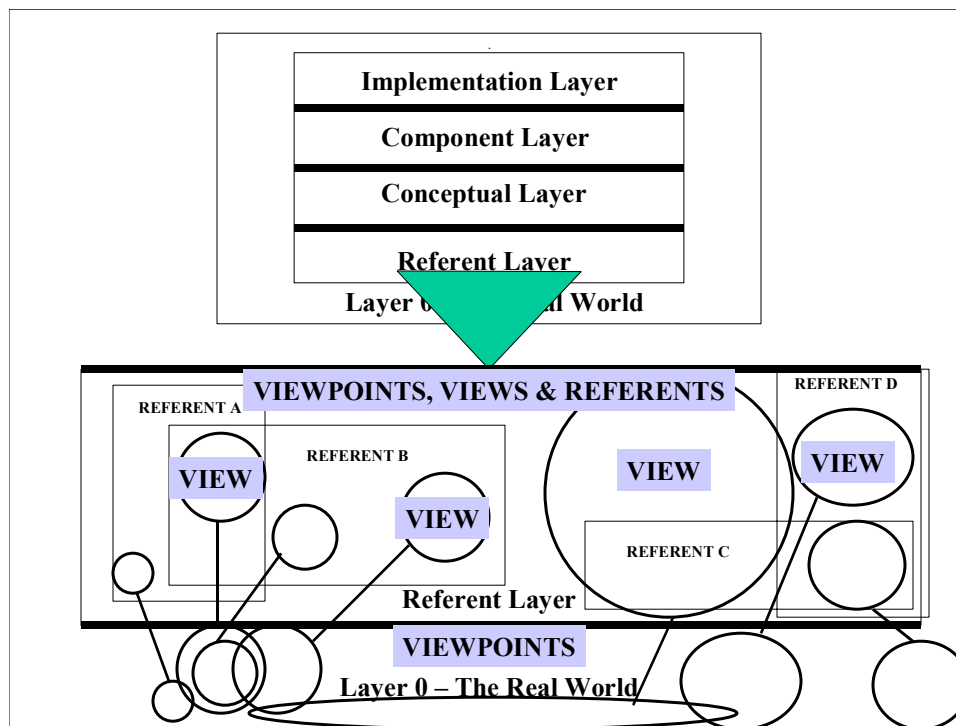 Implementation Layer
Component Layer
Conceptual Layer
Referent Layer
Layer 0 al World
VIEWPOINTS, VIEWS & REFERENTS
REFERENT D
REFERENT A
REFERENT B
VIEW
VIEW
VIEW
VIEW
REFERENT C
Referent Layer
VIEWPOINTS
Layer 0 – The Real World